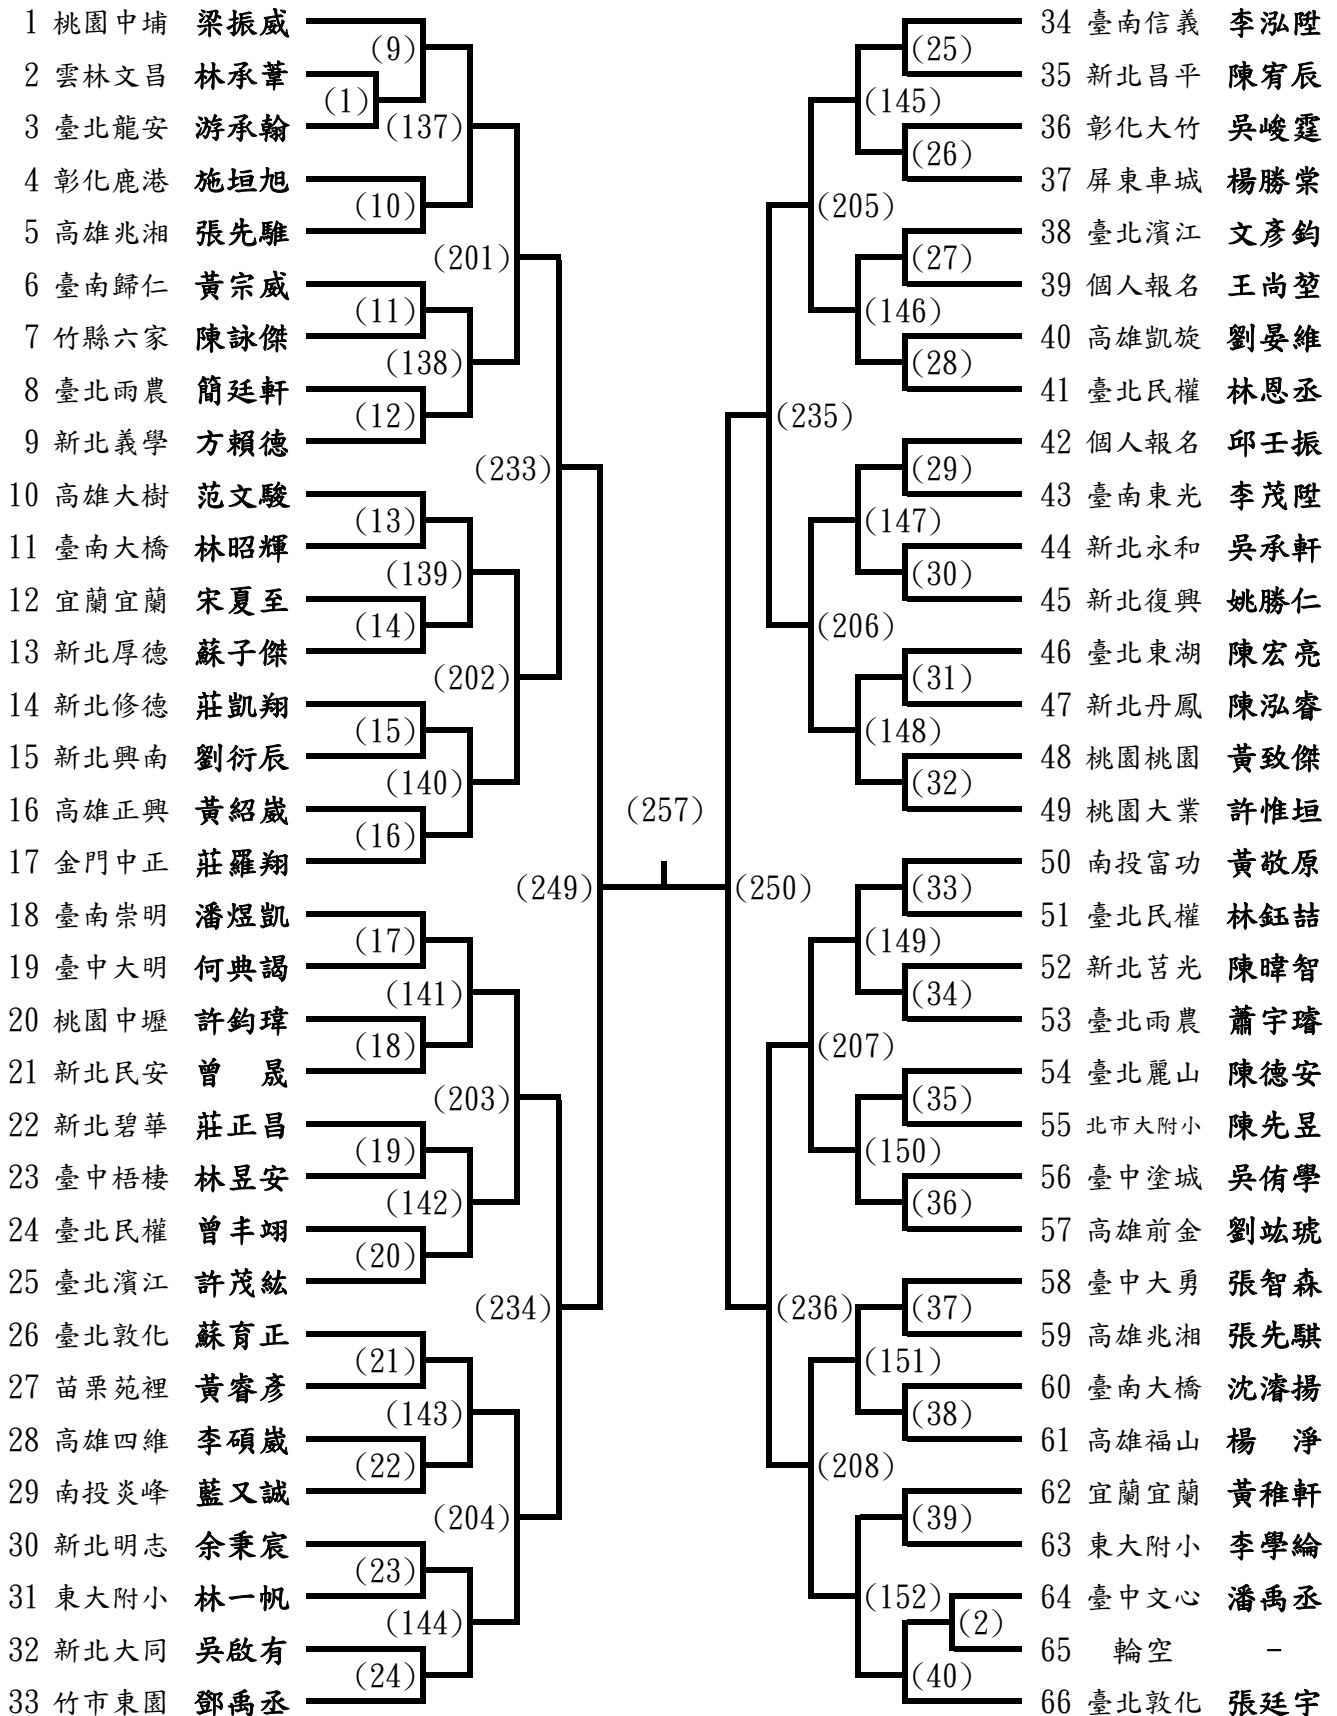 1 桃園中埔 梁振威
2 雲林文昌 林承葦
3 臺北龍安 游承翰
4 彰化鹿港 施垣旭
5 高雄兆湘 張先騅
6 臺南歸仁 黃宗威
7 竹縣六家 陳詠傑
8 臺北雨農 簡廷軒
9 新北義學 方賴德
10 高雄大樹 范文駿
11 臺南大橋 林昭輝
12 宜蘭宜蘭 宋夏至
13 新北厚德 蘇子傑
14 新北修德 莊凱翔
15 新北興南 劉衍辰
16 高雄正興 黃紹崴
17 金門中正 莊羅翔
18 臺南崇明 潘煜凱
19 臺中大明 何典謁
20 桃園中壢 許鈞瑋
21 新北民安 曾 晟
22 新北碧華 莊正昌
23 臺中梧棲 林昱安
24 臺北民權 曾丰翊
25 臺北濱江 許茂紘
26 臺北敦化 蘇育正
27 苗栗苑裡 黃睿彥
28 高雄四維 李碩崴
29 南投炎峰 藍又誠
30 新北明志 余秉宸
31 東大附小 林一帆
32 新北大同 吳啟有
33 竹市東園 鄧禹丞
(1)
(9)
(10)
(11)
(12)
(13)
(14)
(15)
(16)
(17)
(18)
(19)
(20)
(21)
(22)
(23)
(24)
(137)
(138)
(139)
(140)
(141)
(142)
(143)
(144)
(201)
(202)
(203)
(204)
(233)
(234)
(249)
(257)
(250)
(235)
(236)
(205)
(206)
(207)
(208)
(145)
(146)
(147)
(148)
(149)
(150)
(151)
(152)
(25)
(26)
(27)
(28)
(29)
(30)
(31)
(32)
(33)
(34)
(35)
(36)
(37)
(38)
(39)
(40)
(2)
34 臺南信義 李泓陞
35 新北昌平 陳宥辰
36 彰化大竹 吳峻霆
37 屏東車城 楊勝棠
38 臺北濱江 文彥鈞
39 個人報名 王尚堃
40 高雄凱旋 劉晏維
41 臺北民權 林恩丞
42 個人報名 邱壬振
43 臺南東光 李茂陞
44 新北永和 吳承軒
45 新北復興 姚勝仁
46 臺北東湖 陳宏亮
47 新北丹鳳 陳泓睿
48 桃園桃園 黃致傑
49 桃園大業 許惟垣
50 南投富功 黃敬原
51 臺北民權 林鈺喆
52 新北莒光 陳暐智
53 臺北雨農 蕭宇璿
54 臺北麗山 陳德安
55 北市大附小 陳先昱
56 臺中塗城 吳侑學
57 高雄前金 劉竑琥
58 臺中大勇 張智森
59 高雄兆湘 張先騏
60 臺南大橋 沈濬揚
61 高雄福山 楊 淨
62 宜蘭宜蘭 黃稚軒
63 東大附小 李學綸
64 臺中文心 潘禹丞
65 輪空 -
66 臺北敦化 張廷宇